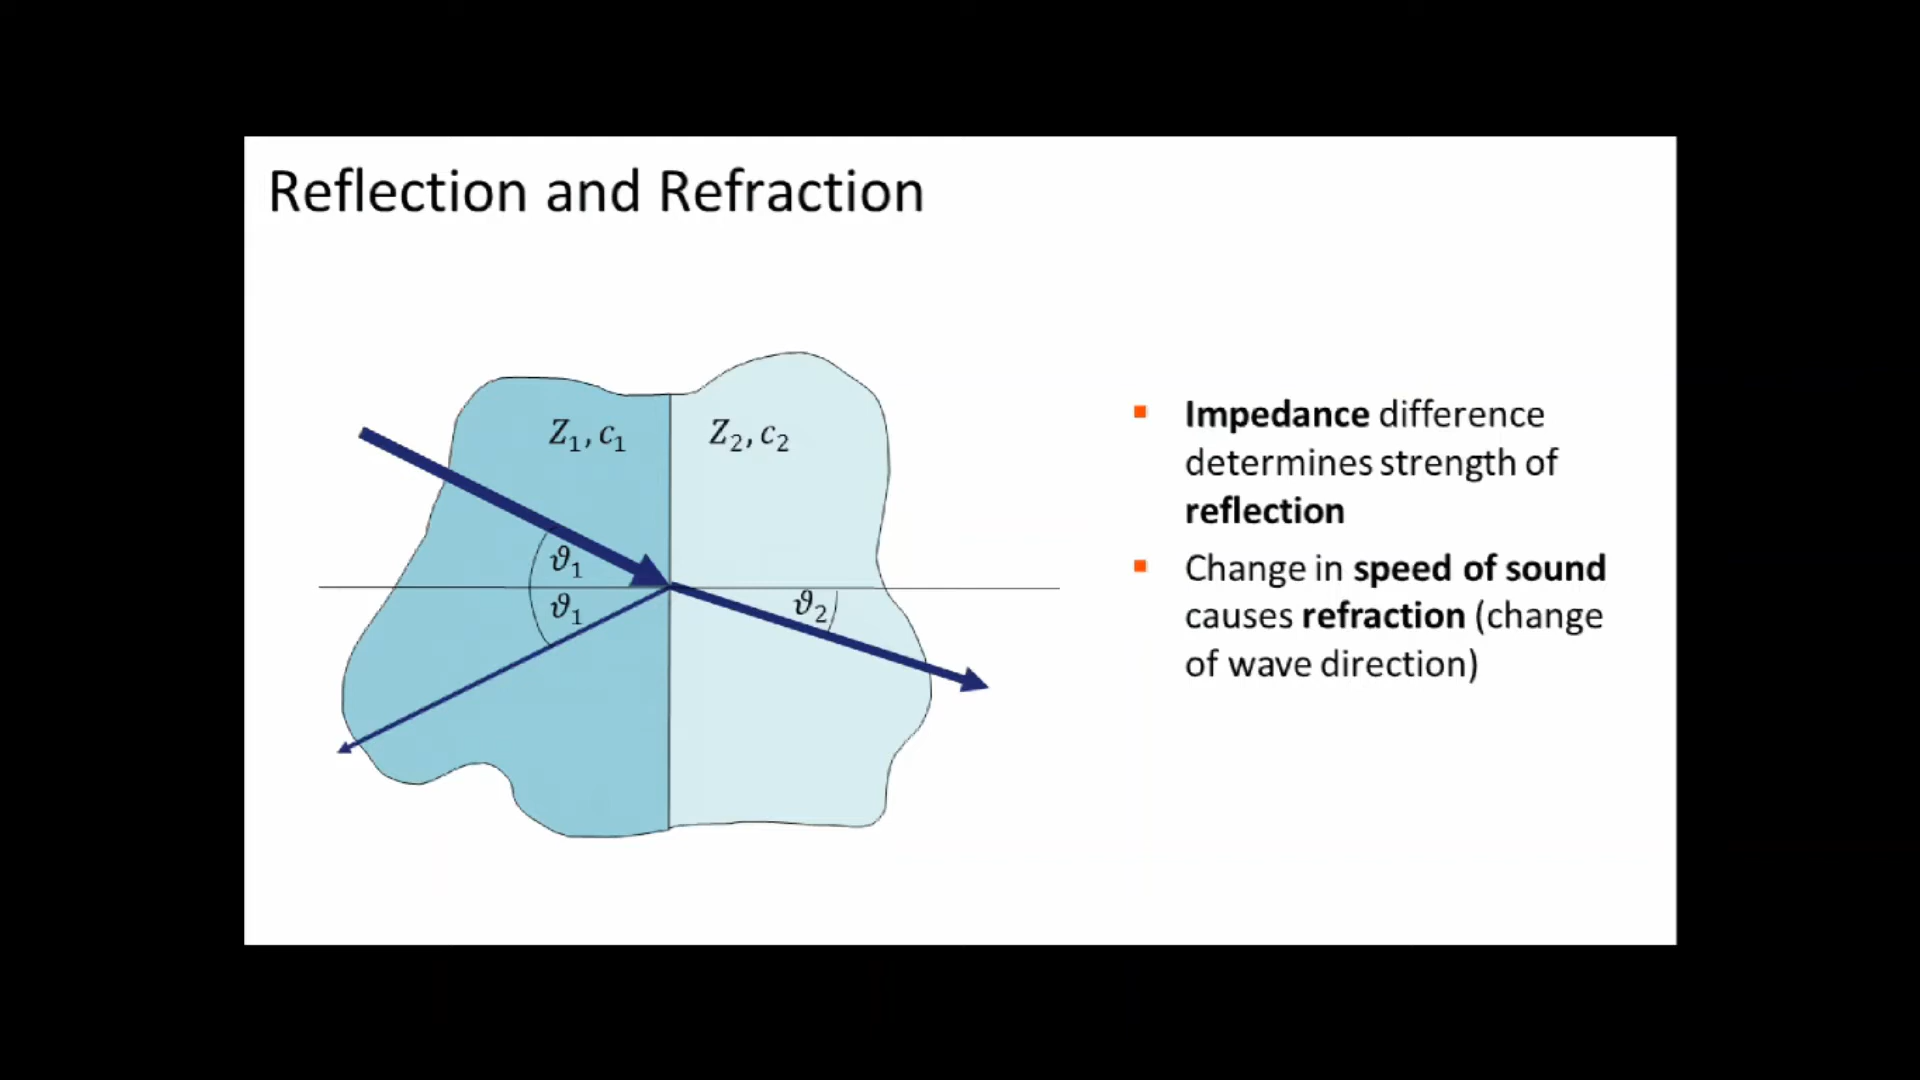 Reflection and Refraction
Z₁, c₁
Z₂, c₂
ϑ₁
ϑ₁
ϑ₂
Impedance difference
determines strength of
reflection
Change in speed of sound
causes refraction (change
of wave direction)